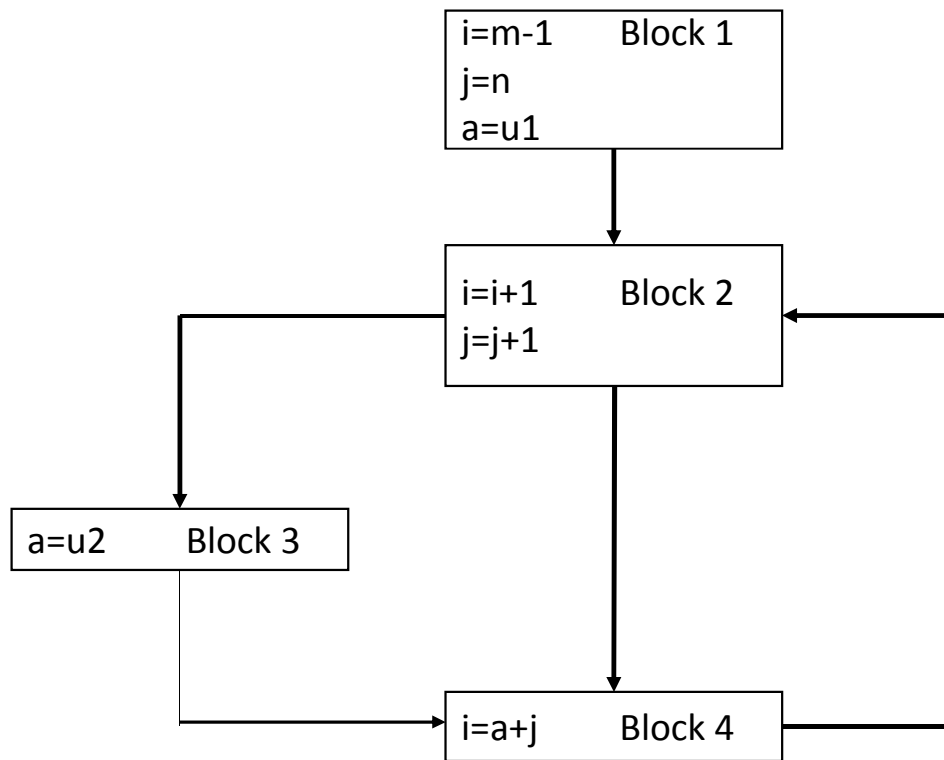 i=m-1 Block 1
j=n
a=u1
i=i+1 Block 2
j=j+1
a=u2 Block 3
i=a+j Block 4